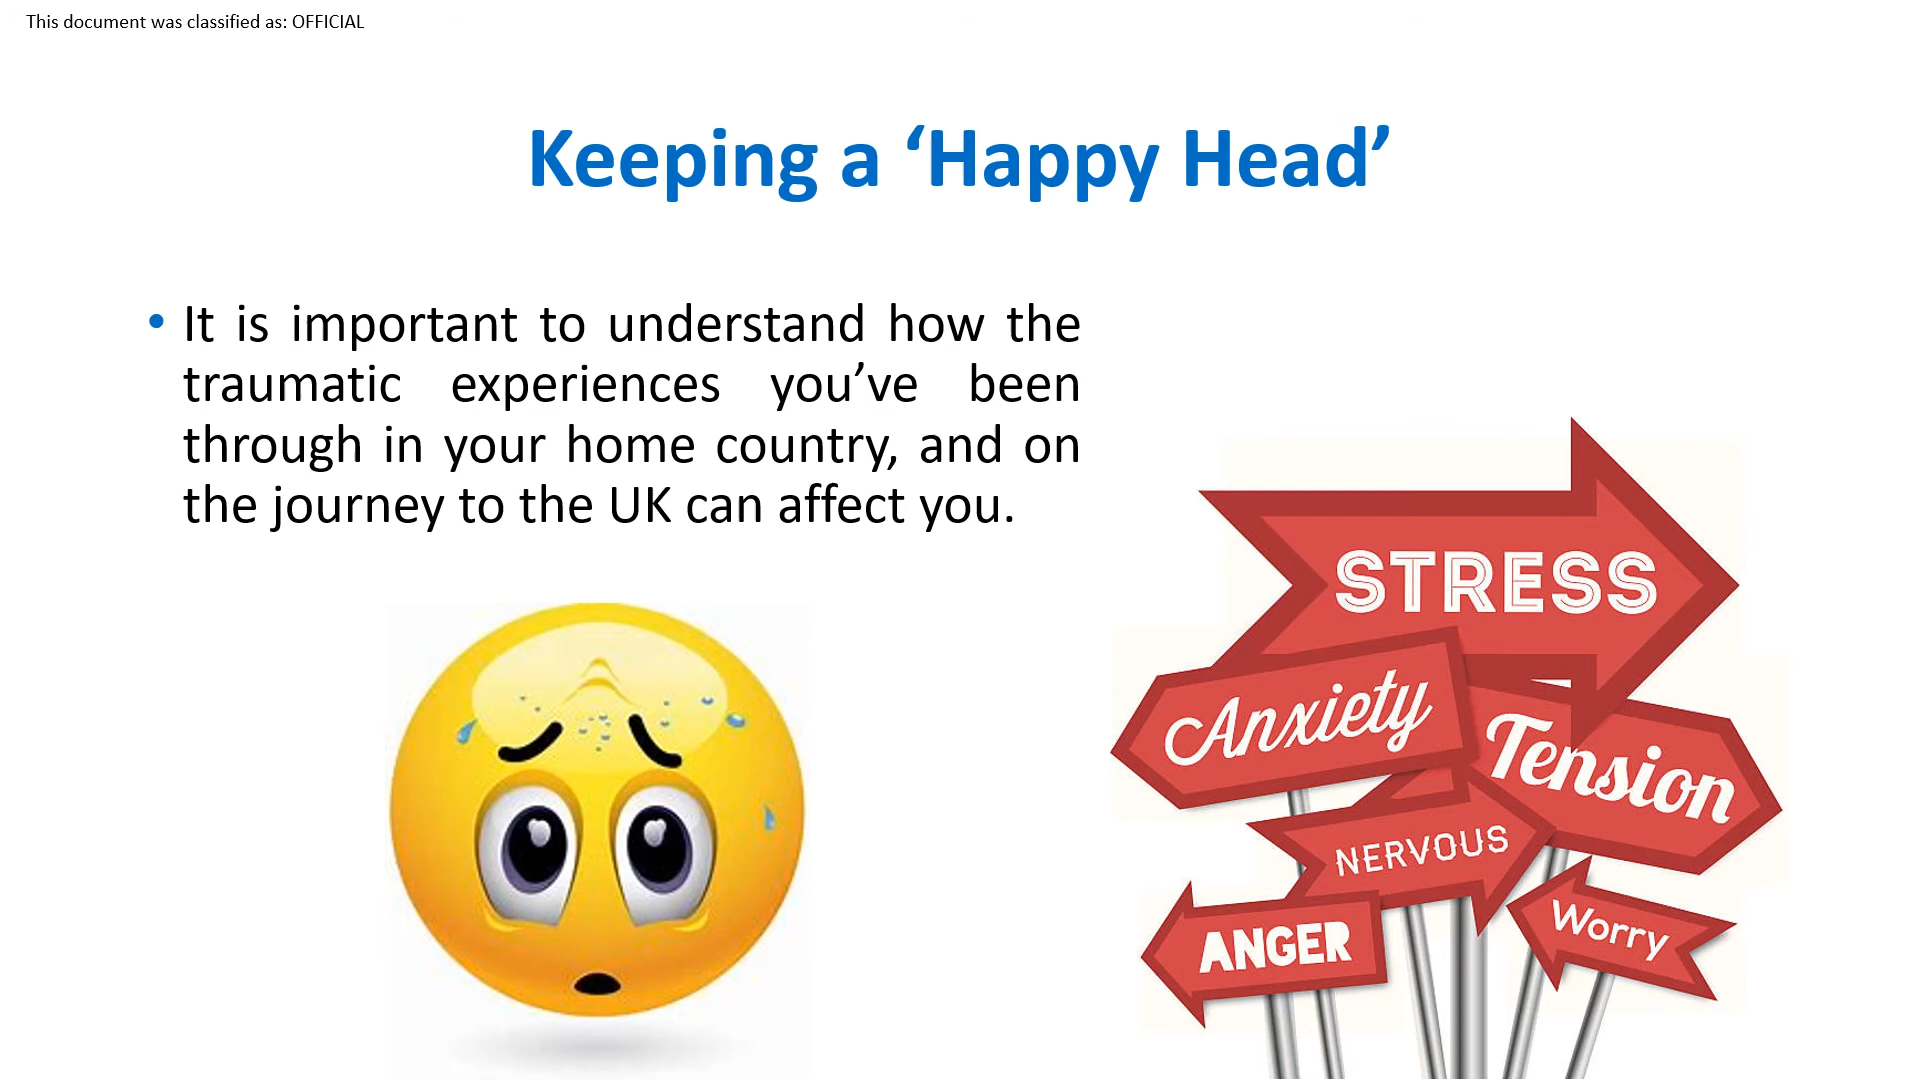 This document was classified as: OFFICIAL
Keeping a ‘Happy Head’
• It is important to understand how the
traumatic experiences you’ve been
through in your home country, and on
the journey to the UK can affect you.
STRESS
Anxiety
Tension
NERVOUS
ANGER
Worry